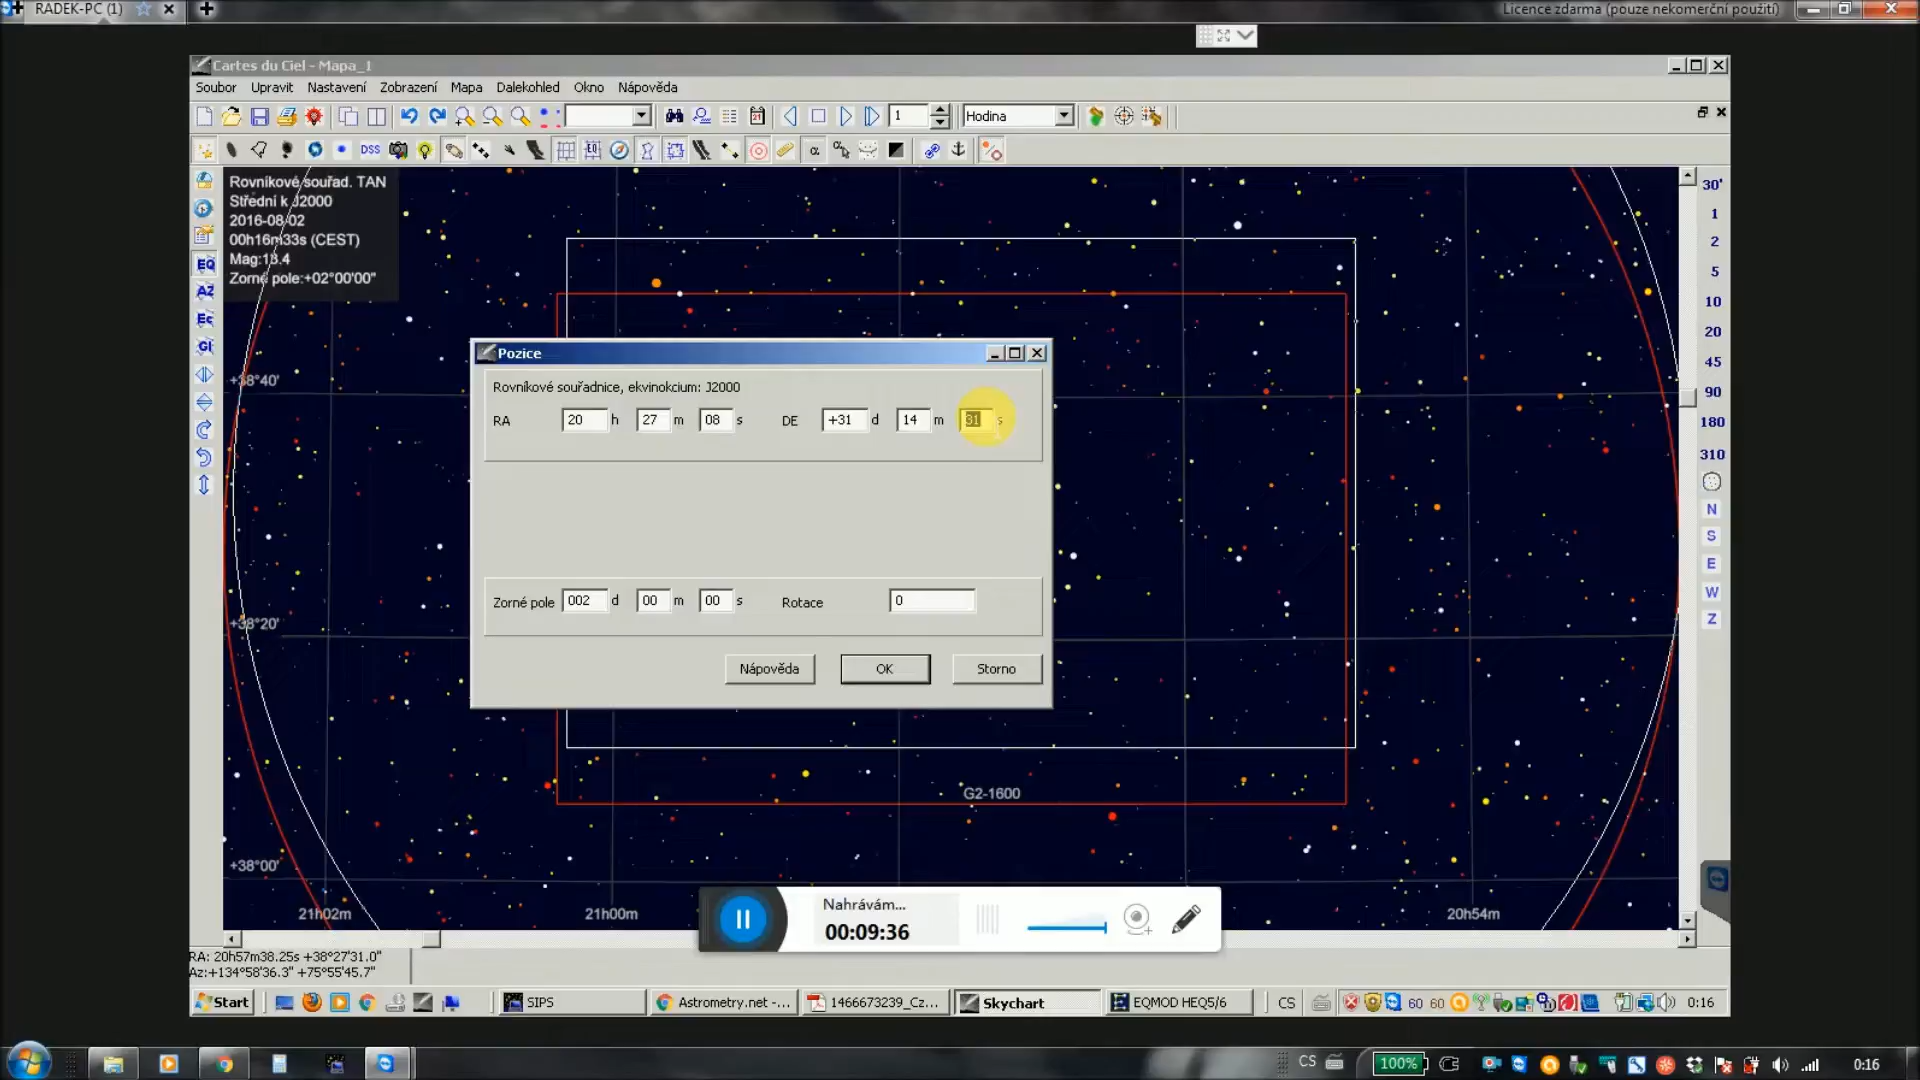 RADEK-PC (1)
Licence zdarma (pouze nekomerční použití)
Cartes du Ciel - Mapa_1
Soubor Upravit Nastavení Zobrazení Mapa Dalekohled Okno Nápověda
1 Hodina
DSS EQ α
Rovníkové souřad. TAN
Střední k J2000
2016-08-02
00h16m33s (CEST)
Mag:13.4
Zorné pole:+02°00'00"
EQ
AZ
Ec
Gl
30'
1
2
5
10
20
45
90
180
310
N
S
E
W
Z
+38°40'
+38°20'
+38°00'
Pozice
Rovníkové souřadnice, ekvinokcium: J2000
RA 20 h 27 m 08 s DE +31 d 14 m 31 s
Zorné pole 002 d 00 m 00 s Rotace 0
Nápověda OK Storno
G2-1600
21h02m 21h00m 20h54m
Nahrávám...
00:09:36
RA: 20h57m38.25s +38°27'31.0"
Az:+134°58'36.3" +75°55'45.7"
Start SIPS Astrometry.net -... 1466673239_Cz... Skychart EQMOD HEQ5/6 CS 60 60 0:16
CS 100% 0:16